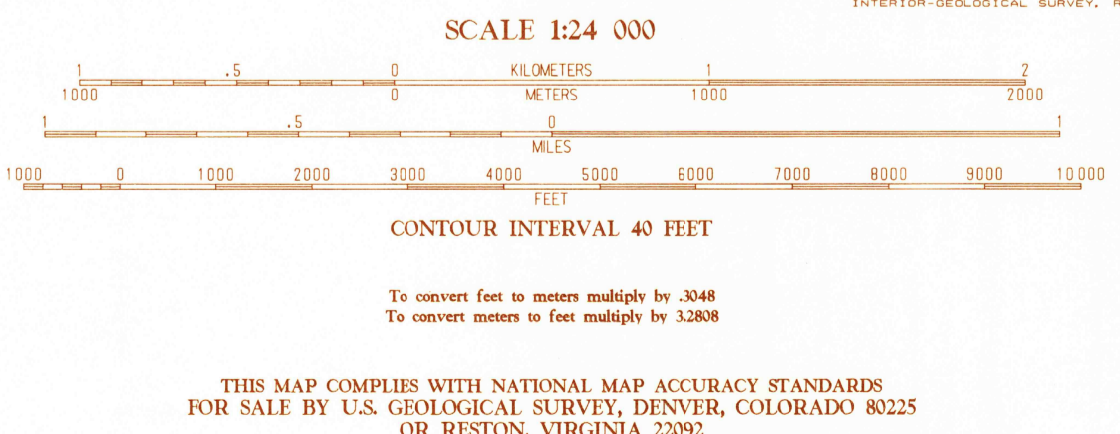 INTERIOR-GEOLOGICAL SURVEY, R
SCALE 1:24 000
1 .5 0 KILOMETERS 1 2
1000 0 METERS 1000 2000
1 .5 0 1
MILES
1000 0 1000 2000 3000 4000 5000 6000 7000 8000 9000 10 000
FEET
CONTOUR INTERVAL 40 FEET
To convert feet to meters multiply by .3048
To convert meters to feet multiply by 3.2808
THIS MAP COMPLIES WITH NATIONAL MAP ACCURACY STANDARDS
FOR SALE BY U.S. GEOLOGICAL SURVEY, DENVER, COLORADO 80225
OR RESTON, VIRGINIA 22092